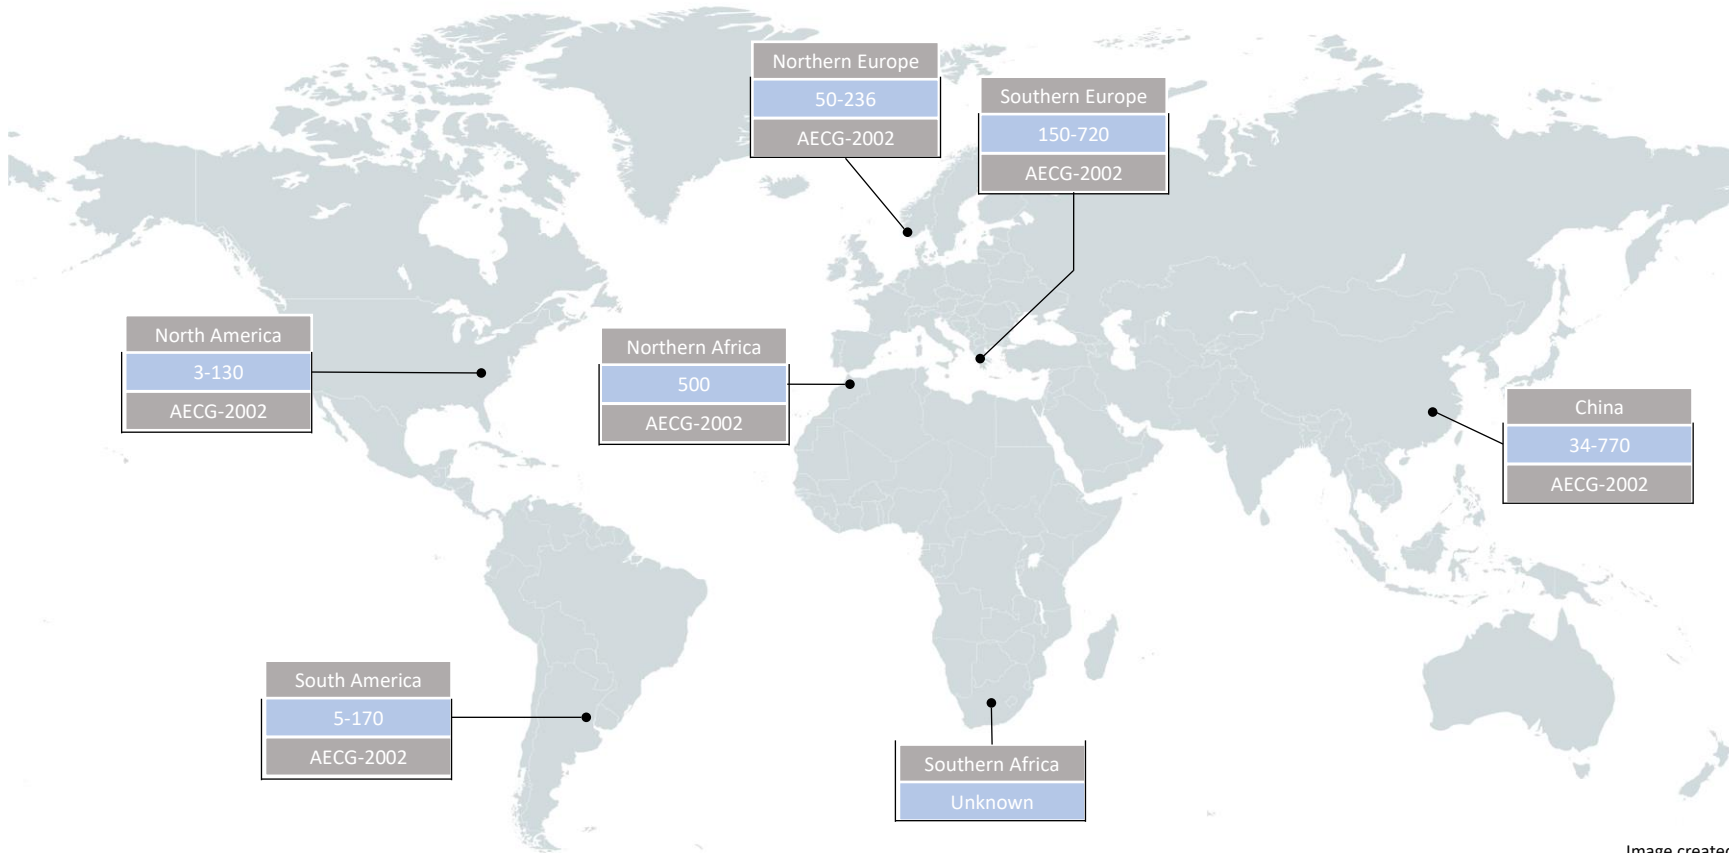 Northern Europe
50-236
AECG-2002
Southern Europe
150-720
AECG-2002
North America
3-130
AECG-2002
Northern Africa
500
AECG-2002
China
34-770
AECG-2002
South America
5-170
AECG-2002
Southern Africa
Unknown
Image created